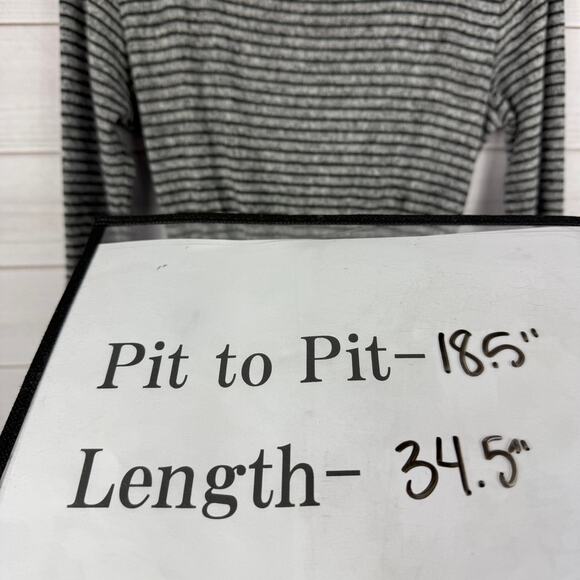 Pit to Pit- 18.5"
Length- 34.5"